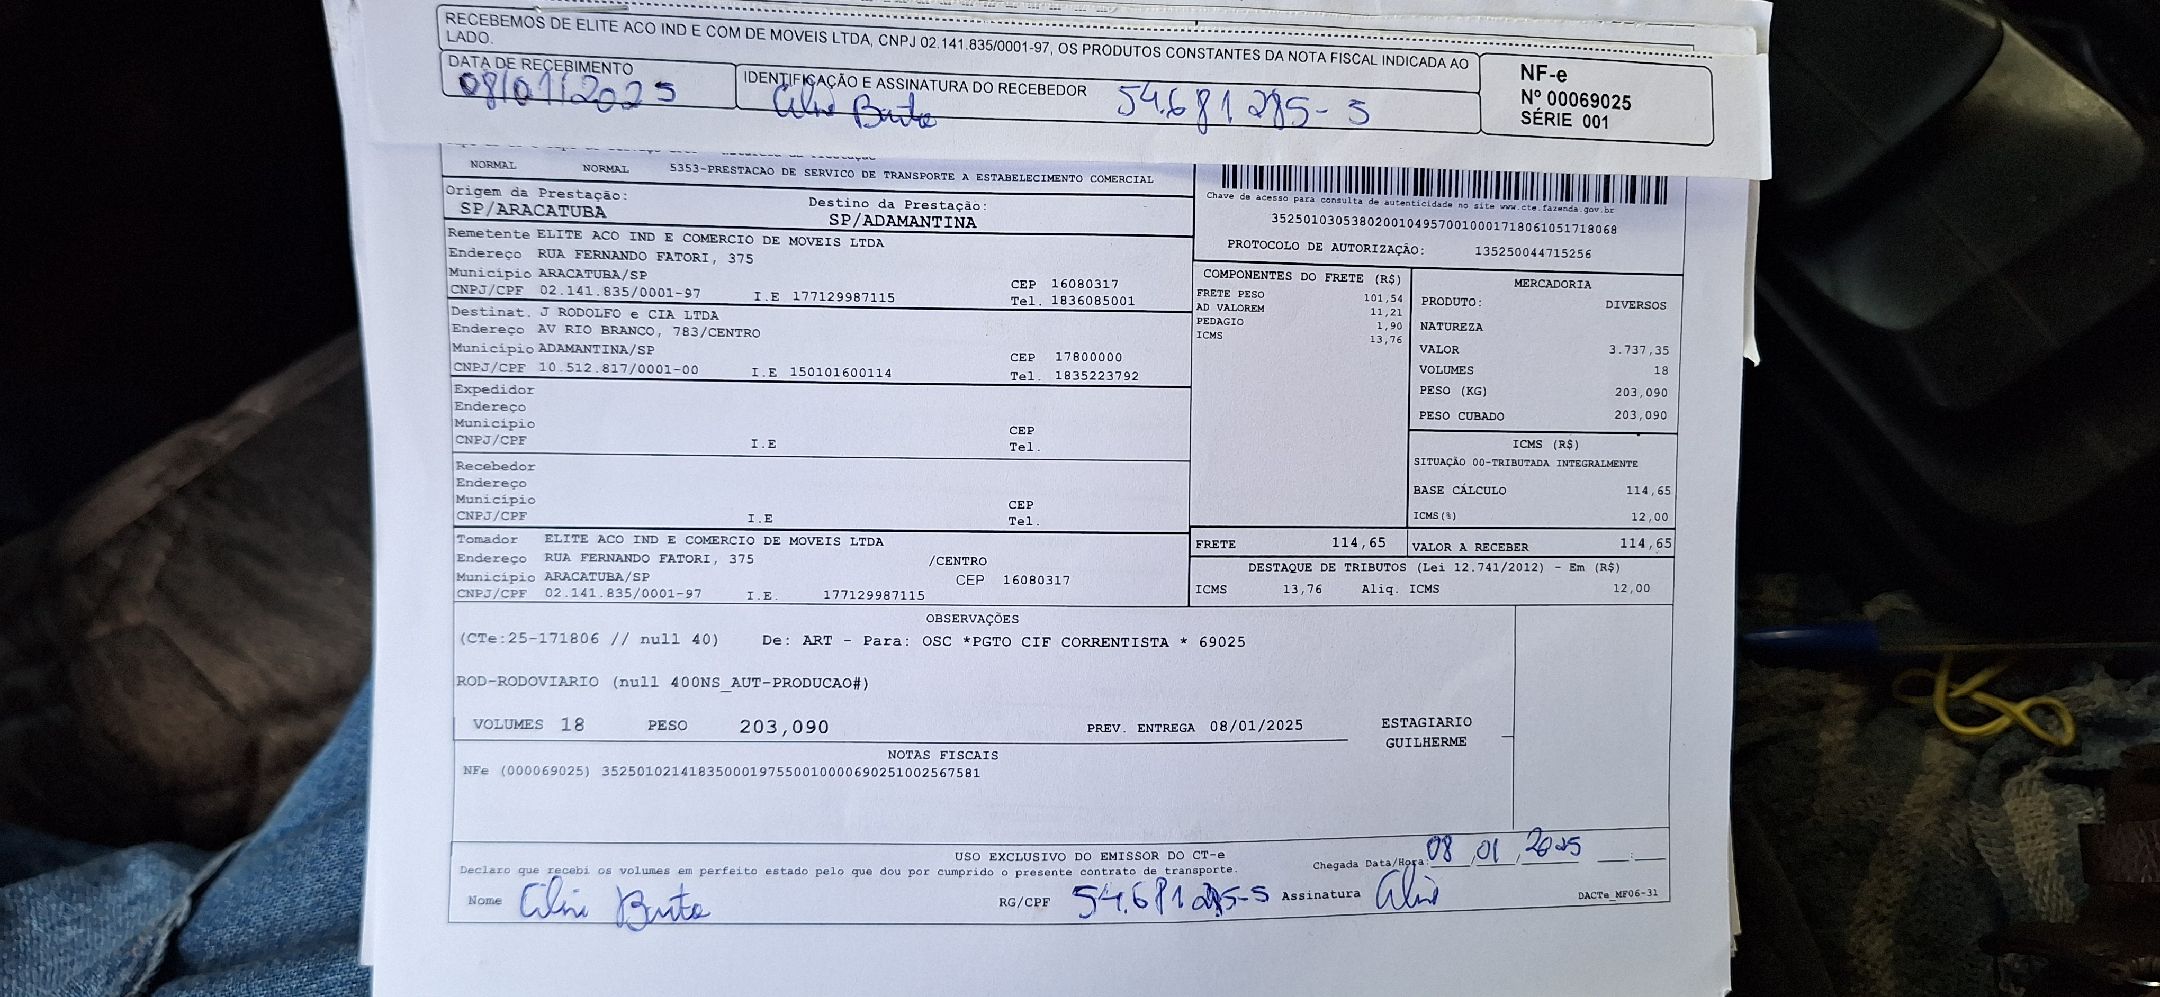 RECEBEMOS DE ELITE ACO IND E COM DE MOVEIS LTDA, CNPJ 02.141.835/0001-97, OS PRODUTOS CONSTANTES DA NOTA FISCAL INDICADA AO
LADO.
DATA DE RECEBIMENTO
08/01/2025
IDENTIFICAÇÃO E ASSINATURA DO RECEBEDOR
54.681285-5
NF-e
Nº 00069025
SÉRIE 001
NORMAL NORMAL 5353-PRESTACAO DE SERVICO DE TRANSPORTE A ESTABELECIMENTO COMERCIAL
Origem da Prestação: Destino da Prestação:
SP/ARACATUBA SP/ADAMANTINA
Chave de acesso para consulta de autenticidade no site www.cte.fazenda.gov.br
35250103053802001049570010001718061051718068
PROTOCOLO DE AUTORIZAÇÃO: 135250044715256
Remetente ELITE ACO IND E COMERCIO DE MOVEIS LTDA
Endereço RUA FERNANDO FATORI, 375
Município ARACATUBA/SP CEP 16080317
CNPJ/CPF 02.141.835/0001-97 I.E 177129987115 Tel. 1836085001
Destinat. J RODOLFO e CIA LTDA
Endereço AV RIO BRANCO, 783/CENTRO
Município ADAMANTINA/SP CEP 17800000
CNPJ/CPF 10.512.817/0001-00 I.E 150101600114 Tel. 1835223792
Expedidor
Endereço
Município CEP
CNPJ/CPF I.E Tel.
Recebedor
Endereço
Município CEP
CNPJ/CPF I.E Tel.
Tomador ELITE ACO IND E COMERCIO DE MOVEIS LTDA
Endereço RUA FERNANDO FATORI, 375 /CENTRO
Município ARACATUBA/SP CEP 16080317
CNPJ/CPF 02.141.835/0001-97 I.E. 177129987115
COMPONENTES DO FRETE (R$)
FRETE PESO 101,54
AD VALOREM 11,21
PEDAGIO 1,90
ICMS 13,76
MERCADORIA
PRODUTO: DIVERSOS
NATUREZA
VALOR 3.737,35
VOLUMES 18
PESO (KG) 203,090
PESO CUBADO 203,090
ICMS (R$)
SITUAÇÃO 00-TRIBUTADA INTEGRALMENTE
BASE CÁLCULO 114,65
ICMS(%) 12,00
FRETE 114,65 VALOR A RECEBER 114,65
DESTAQUE DE TRIBUTOS (Lei 12.741/2012) - Em (R$)
ICMS 13,76 Aliq. ICMS 12,00
OBSERVAÇÕES
(CTe:25-171806 // null 40) De: ART - Para: OSC *PGTO CIF CORRENTISTA * 69025
ROD-RODOVIARIO (null 400NS_AUT-PRODUCAO#)
VOLUMES 18 PESO 203,090 PREV. ENTREGA 08/01/2025 ESTAGIARIO
GUILHERME
NOTAS FISCAIS
NFe (000069025) 35250102141835000197550010000690251002567581
USO EXCLUSIVO DO EMISSOR DO CT-e
Declaro que recebi os volumes em perfeito estado pelo que dou por cumprido o presente contrato de transporte.
Chegada Data/Hora: 08 01 2025
Nome RG/CPF 54.681285-5 Assinatura
DACTe_MF06-31